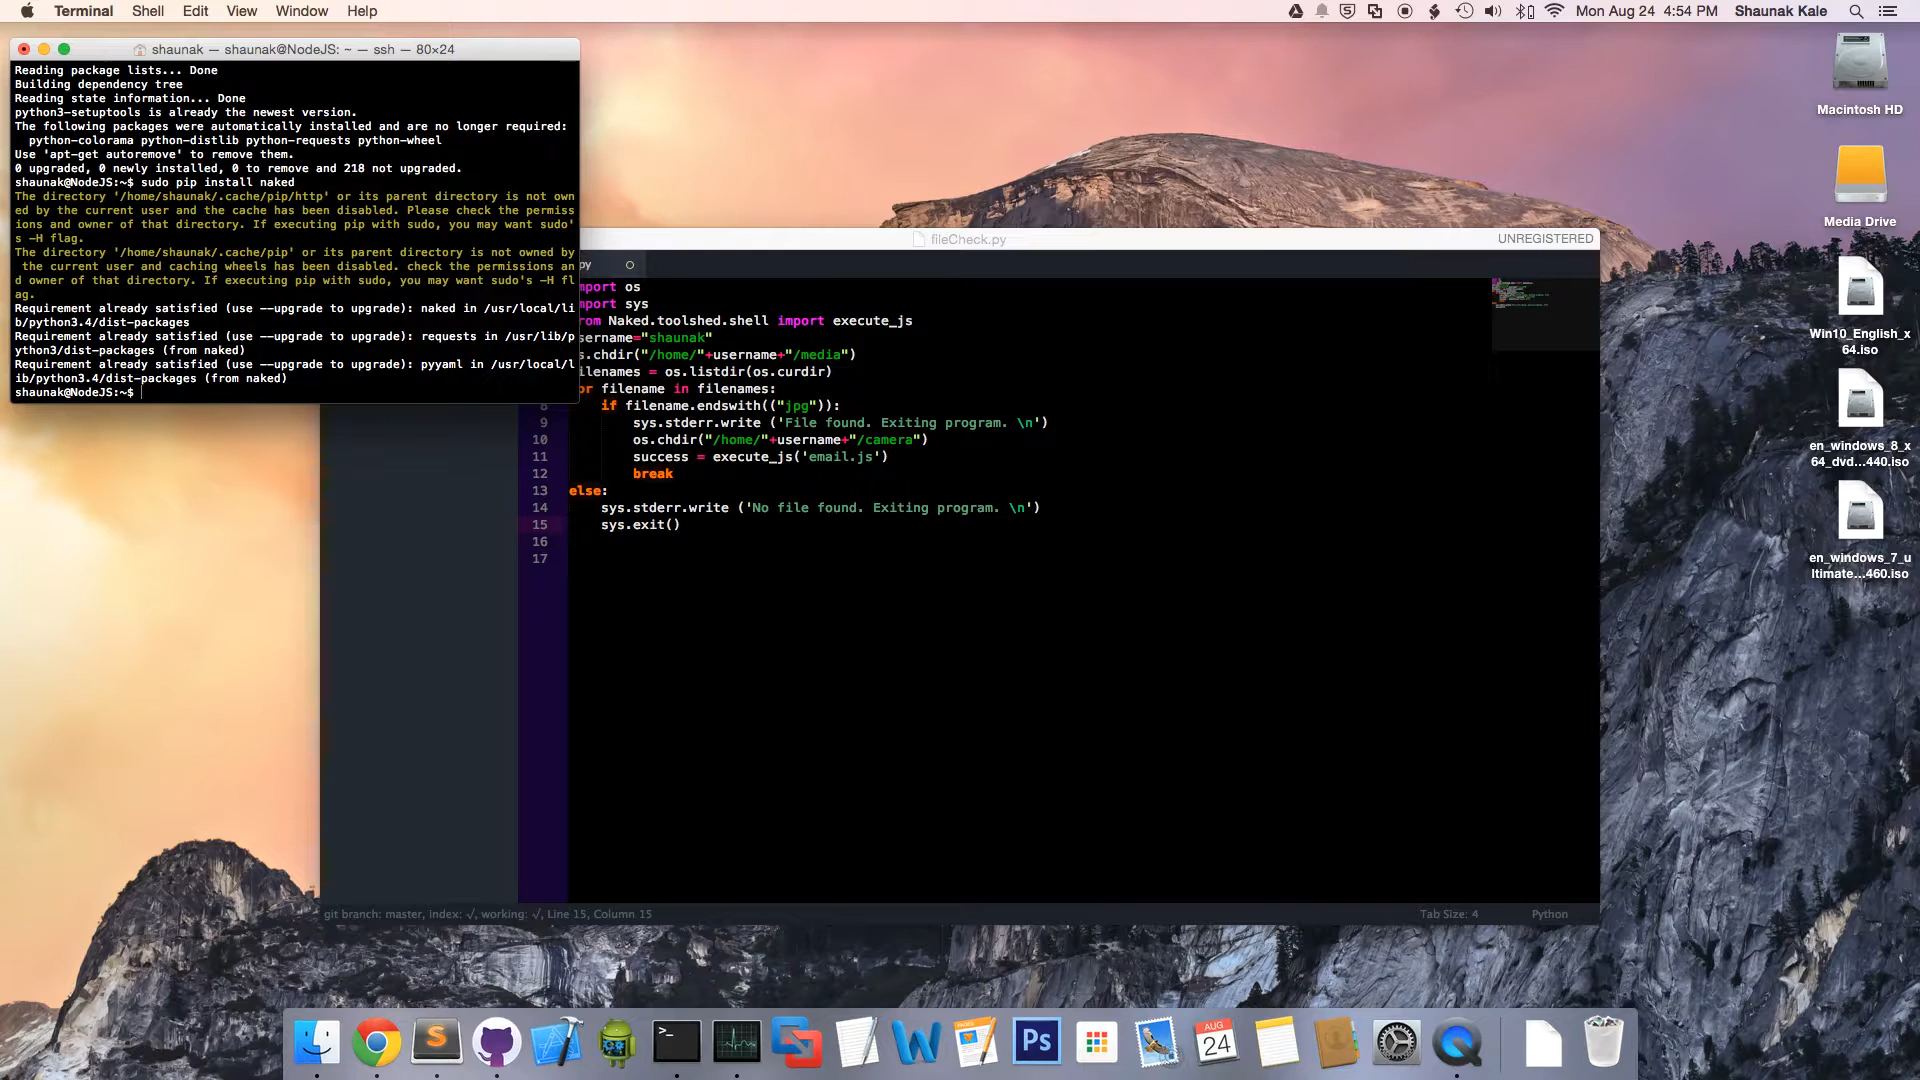 Terminal Shell Edit View Window Help
Mon Aug 24 4:54 PM Shaunak Kale
shaunak — shaunak@NodeJS: ~ — ssh — 80×24
Reading package lists... Done
Building dependency tree
Reading state information... Done
python3-setuptools is already the newest version.
The following packages were automatically installed and are no longer required:
  python-colorama python-distlib python-requests python-wheel
Use 'apt-get autoremove' to remove them.
0 upgraded, 0 newly installed, 0 to remove and 218 not upgraded.
shaunak@NodeJS:~$ sudo pip install naked
The directory '/home/shaunak/.cache/pip/http' or its parent directory is not own
ed by the current user and the cache has been disabled. Please check the permiss
ions and owner of that directory. If executing pip with sudo, you may want sudo'
s -H flag.
The directory '/home/shaunak/.cache/pip' or its parent directory is not owned by
 the current user and caching wheels has been disabled. check the permissions an
d owner of that directory. If executing pip with sudo, you may want sudo's -H fl
ag.
Requirement already satisfied (use --upgrade to upgrade): naked in /usr/local/li
b/python3.4/dist-packages
Requirement already satisfied (use --upgrade to upgrade): requests in /usr/lib/p
ython3/dist-packages (from naked)
Requirement already satisfied (use --upgrade to upgrade): pyyaml in /usr/local/l
ib/python3.4/dist-packages (from naked)
shaunak@NodeJS:~$
fileCheck.py
UNREGISTERED
py
mport os
mport sys
rom Naked.toolshed.shell import execute_js
sername="shaunak"
s.chdir("/home/"+username+"/media")
ilenames = os.listdir(os.curdir)
or filename in filenames:
8 if filename.endswith(("jpg")):
9 sys.stderr.write ('File found. Exiting program. \n')
10 os.chdir("/home/"+username+"/camera")
11 success = execute_js('email.js')
12 break
13 else:
14 sys.stderr.write ('No file found. Exiting program. \n')
15 sys.exit()
16
17
git branch: master, index: √, working: √, Line 15, Column 15
Tab Size: 4
Python
Macintosh HD
Media Drive
Win10_English_x
64.iso
en_windows_8_x
64_dvd...440.iso
en_windows_7_u
ltimate...460.iso
>_
Ps
AUG
24